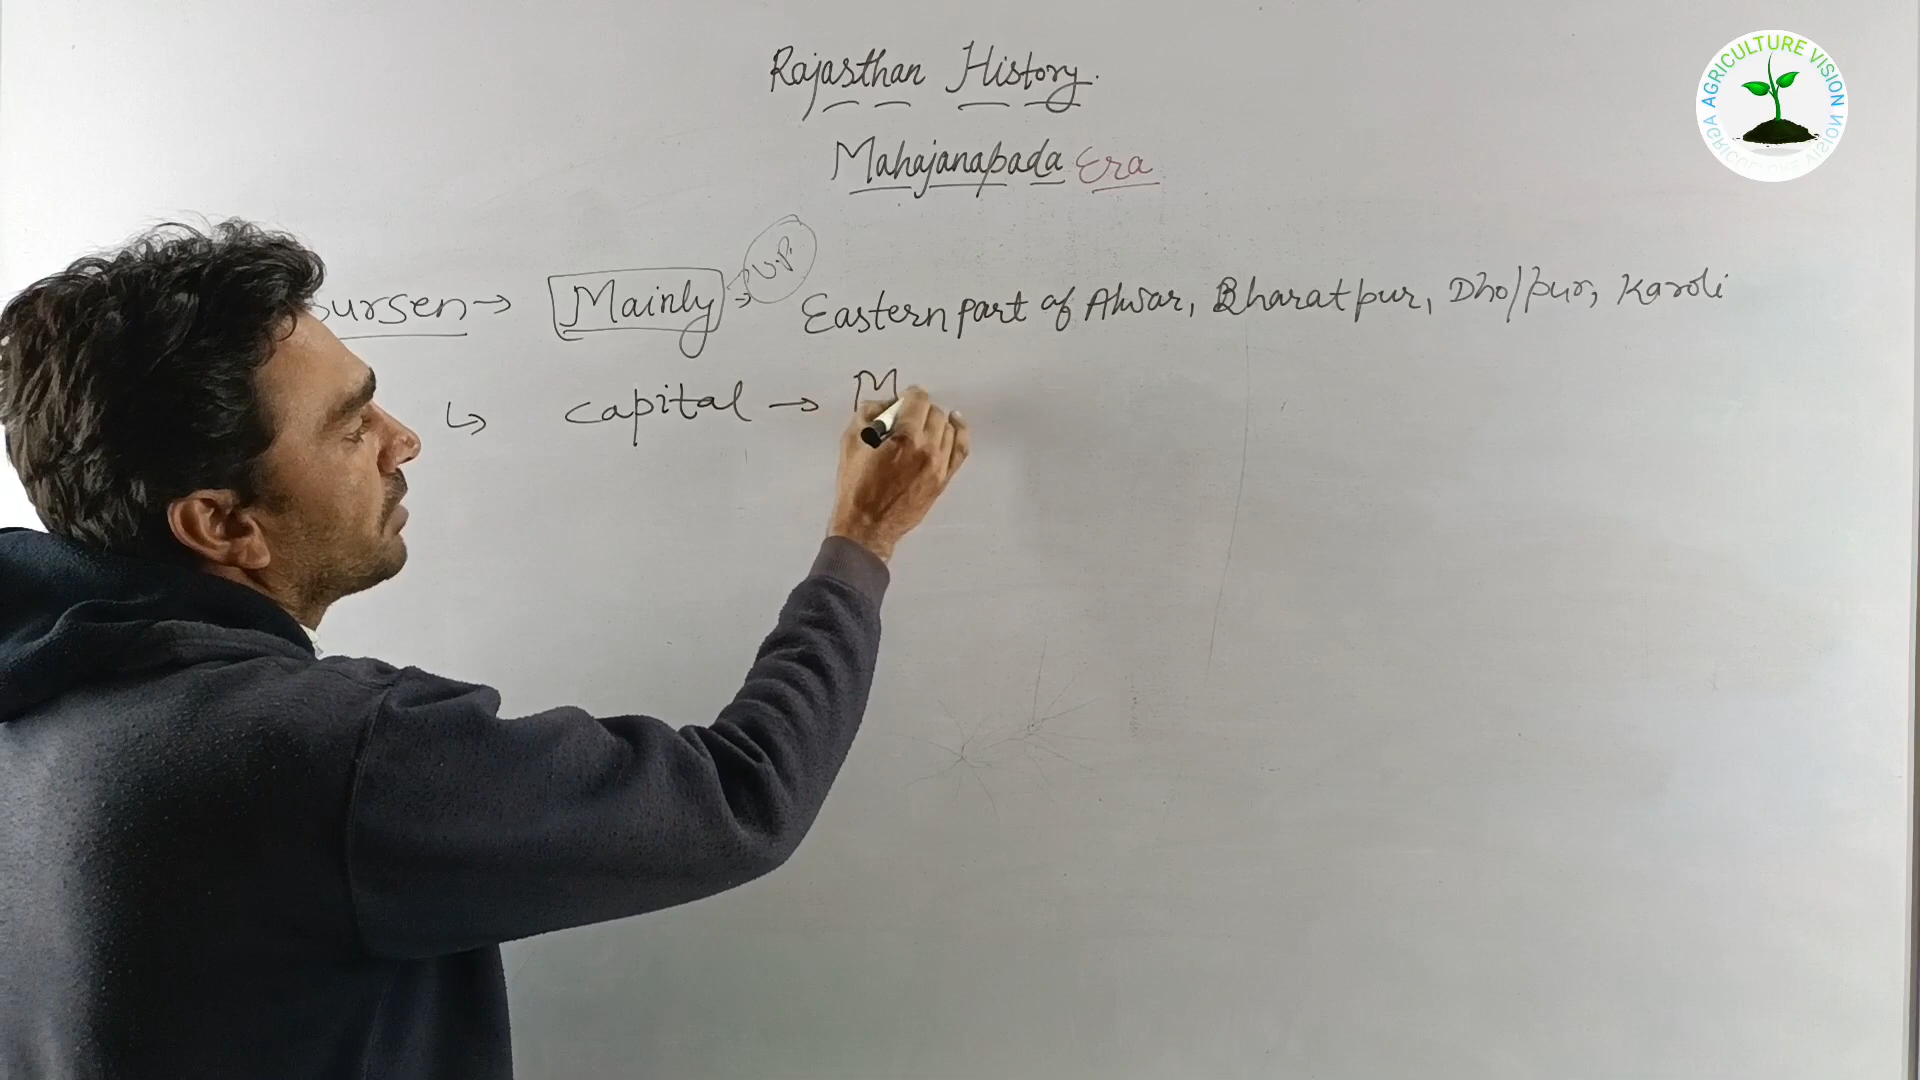 Rajasthan History.
Mahajanapada Era
U.P.
ursen → Mainly → Eastern part of Alwar, Bharatpur, Dholpur, Karoli
↳ capital → M
AGRICULTURE VISION